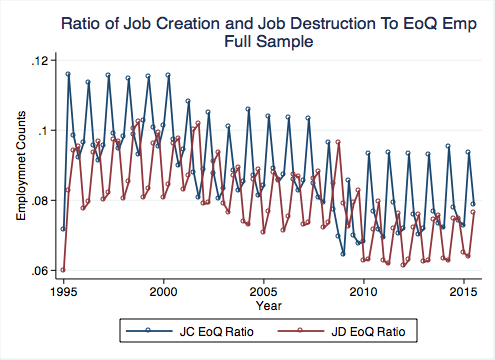 Ratio of Job Creation and Job Destruction To EoQ Emp
Full Sample
Employmnet Counts
.12
.1
.08
.06
1995
2000
2005
2010
2015
Year
JC EoQ Ratio
JD EoQ Ratio